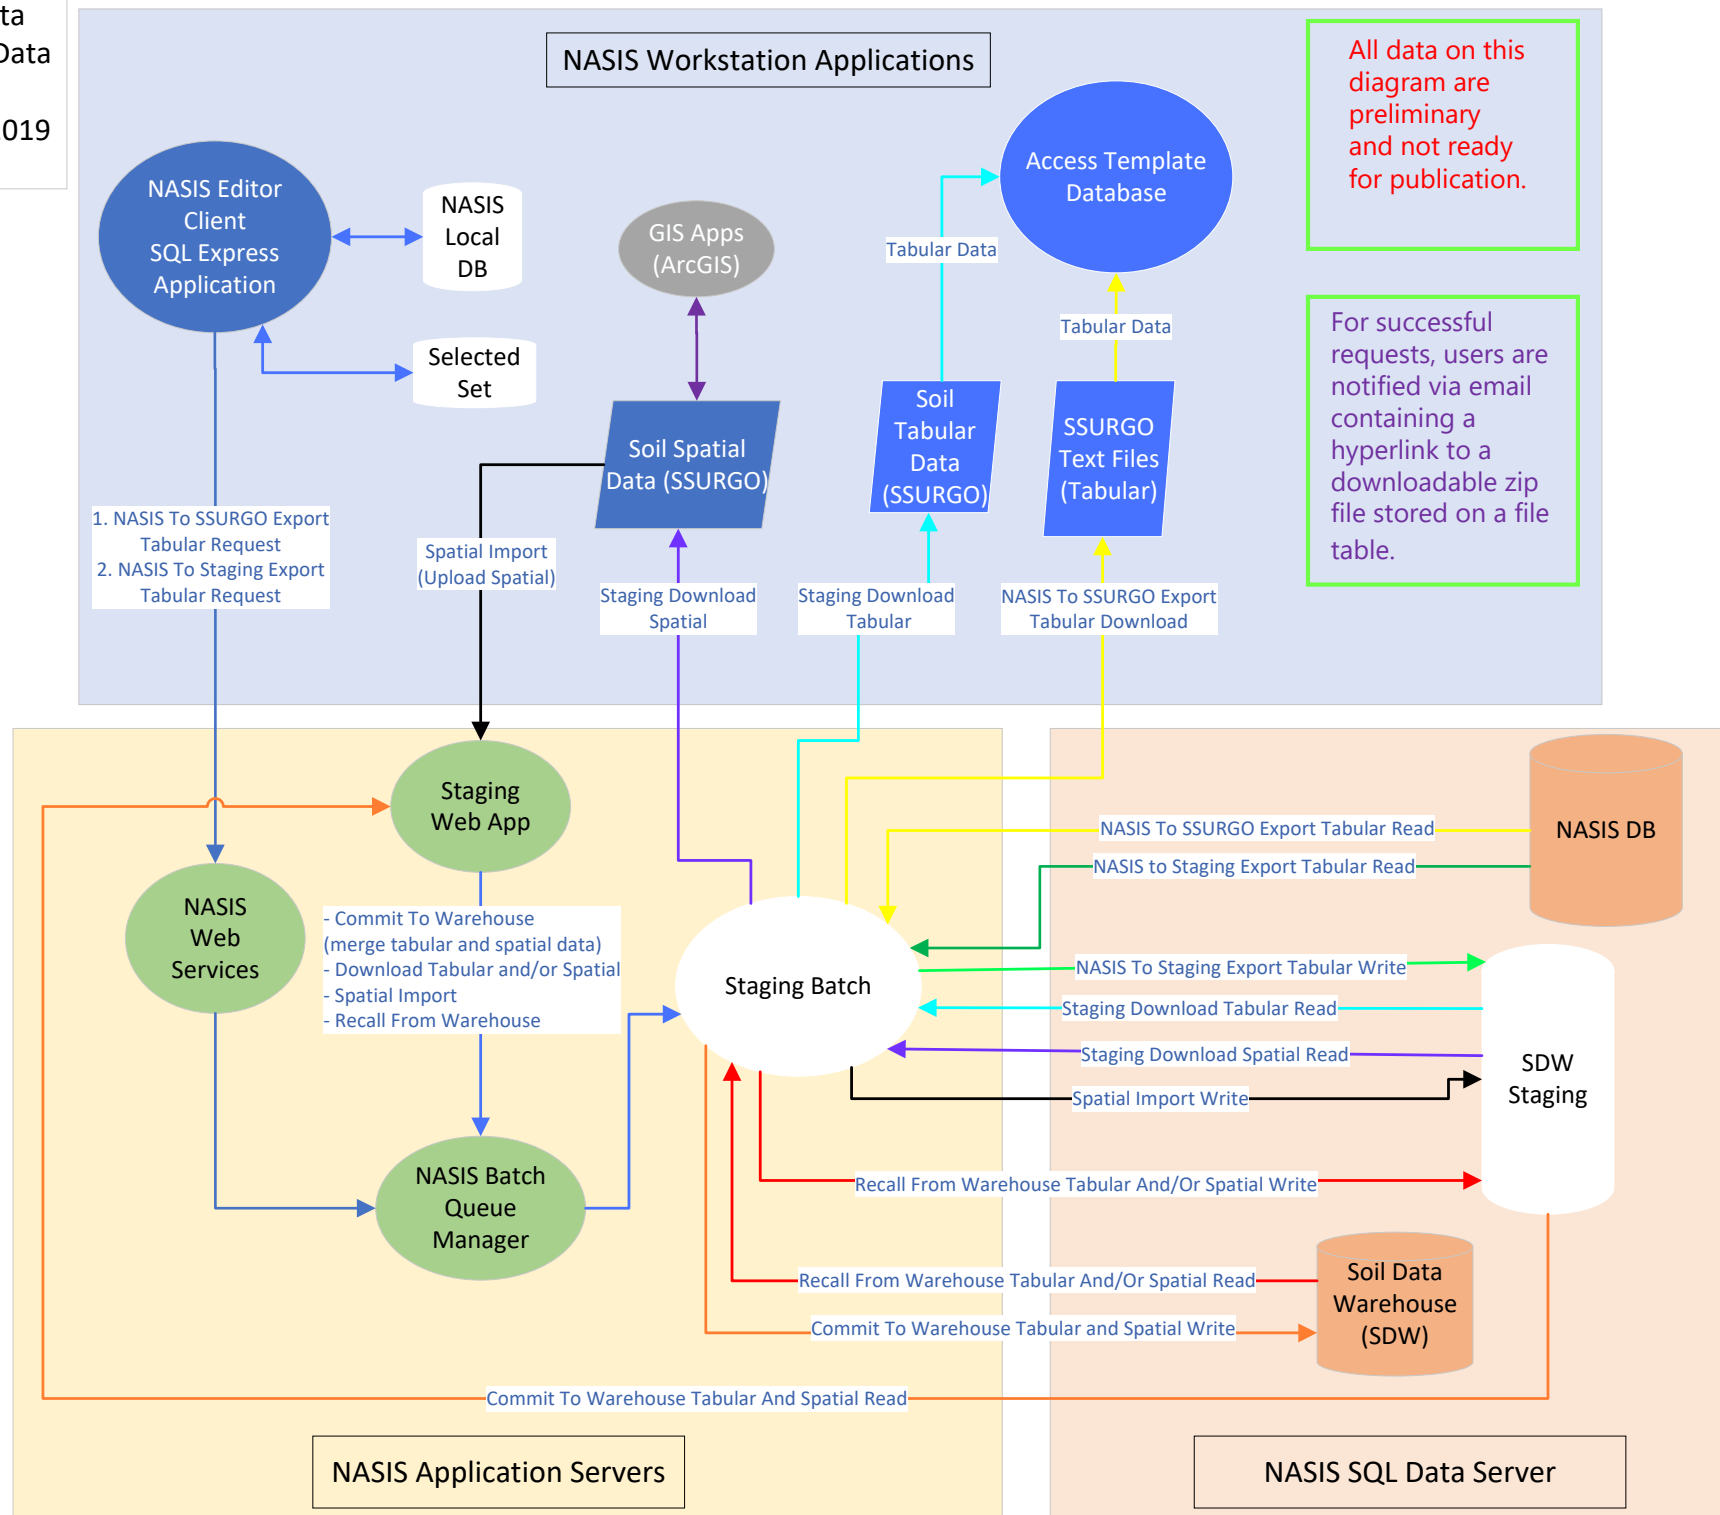 ta
Data
019
NASIS Workstation Applications
All data on this
diagram are
preliminary
and not ready
for publication.
NASIS Editor
Client
SQL Express
Application
NASIS
Local
DB
Selected
Set
GIS Apps
(ArcGIS)
Access Template
Database
Tabular Data
Tabular Data
For successful
requests, users are
notified via email
containing a
hyperlink to a
downloadable zip
file stored on a file
table.
Soil Spatial
Data (SSURGO)
Soil
Tabular
Data
(SSURGO)
SSURGO
Text Files
(Tabular)
1. NASIS To SSURGO Export
Tabular Request
2. NASIS To Staging Export
Tabular Request
Spatial Import
(Upload Spatial)
Staging Download
Spatial
Staging Download
Tabular
NASIS To SSURGO Export
Tabular Download
Staging
Web App
NASIS
Web
Services
- Commit To Warehouse
(merge tabular and spatial data)
- Download Tabular and/or Spatial
- Spatial Import
- Recall From Warehouse
NASIS Batch
Queue
Manager
Staging Batch
NASIS To SSURGO Export Tabular Read
NASIS to Staging Export Tabular Read
NASIS To Staging Export Tabular Write
Staging Download Tabular Read
Staging Download Spatial Read
Spatial Import Write
Recall From Warehouse Tabular And/Or Spatial Write
Recall From Warehouse Tabular And/Or Spatial Read
Commit To Warehouse Tabular and Spatial Write
Commit To Warehouse Tabular And Spatial Read
NASIS DB
SDW
Staging
Soil Data
Warehouse
(SDW)
NASIS Application Servers
NASIS SQL Data Server